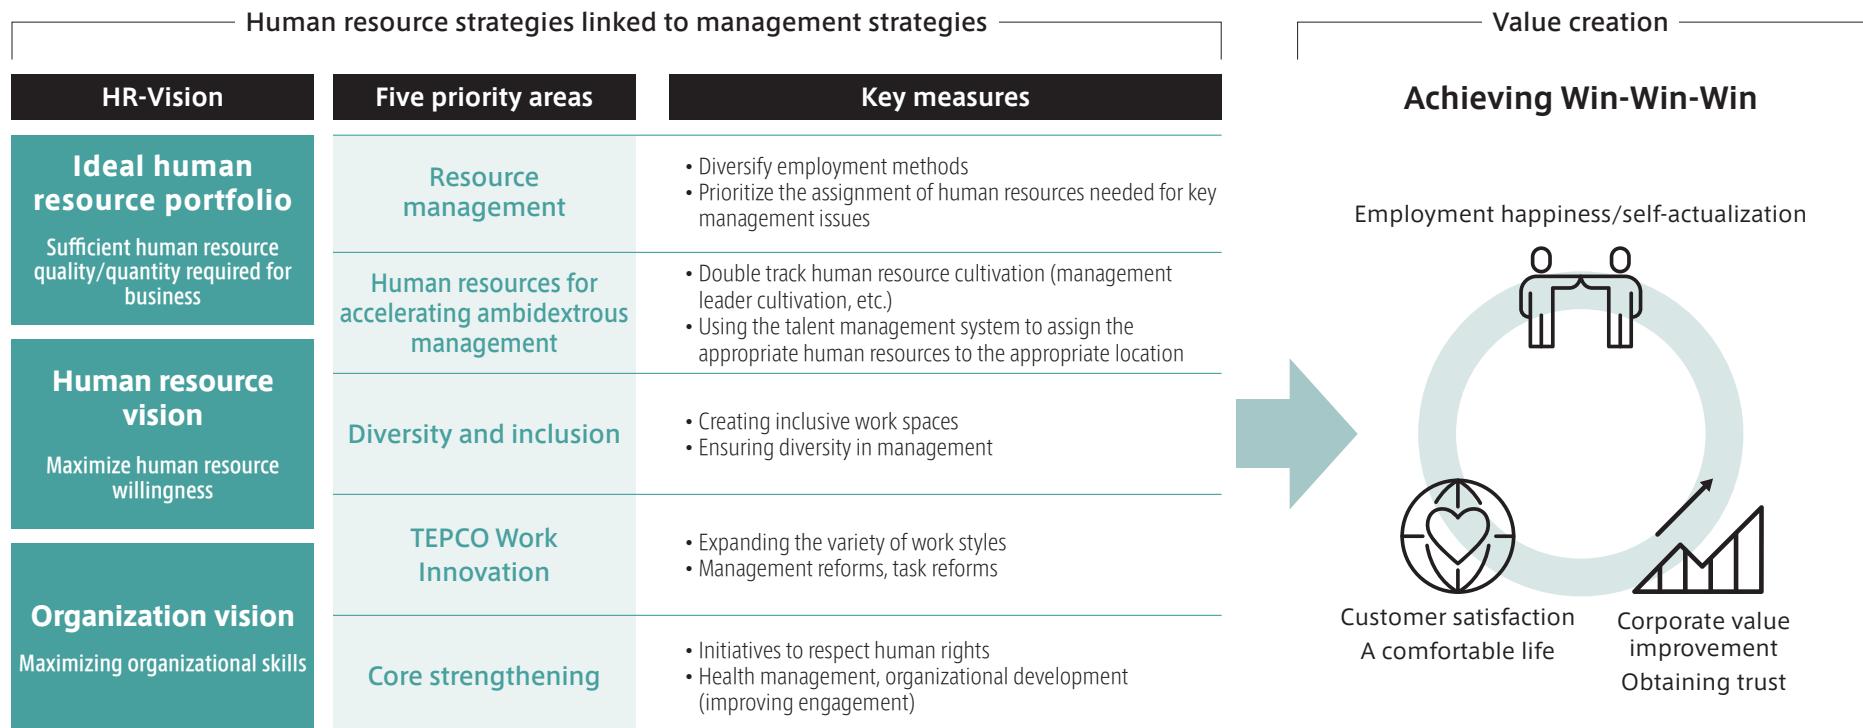 Human resource strategies linked to management strategies
Value creation
HR-Vision
Five priority areas
Key measures
Achieving Win-Win-Win
Ideal human
resource portfolio
Sufficient human resource
quality/quantity required for
business
Human resource
vision
Maximize human resource
willingness
Organization vision
Maximizing organizational skills
Resource
management
• Diversify employment methods
• Prioritize the assignment of human resources needed for key
management issues
Human resources for
accelerating ambidextrous
management
• Double track human resource cultivation (management
leader cultivation, etc.)
• Using the talent management system to assign the
appropriate human resources to the appropriate location
Diversity and inclusion
• Creating inclusive work spaces
• Ensuring diversity in management
TEPCO Work
Innovation
• Expanding the variety of work styles
• Management reforms, task reforms
Core strengthening
• Initiatives to respect human rights
• Health management, organizational development
(improving engagement)
Employment happiness/self-actualization
Customer satisfaction
A comfortable life
Corporate value
improvement
Obtaining trust